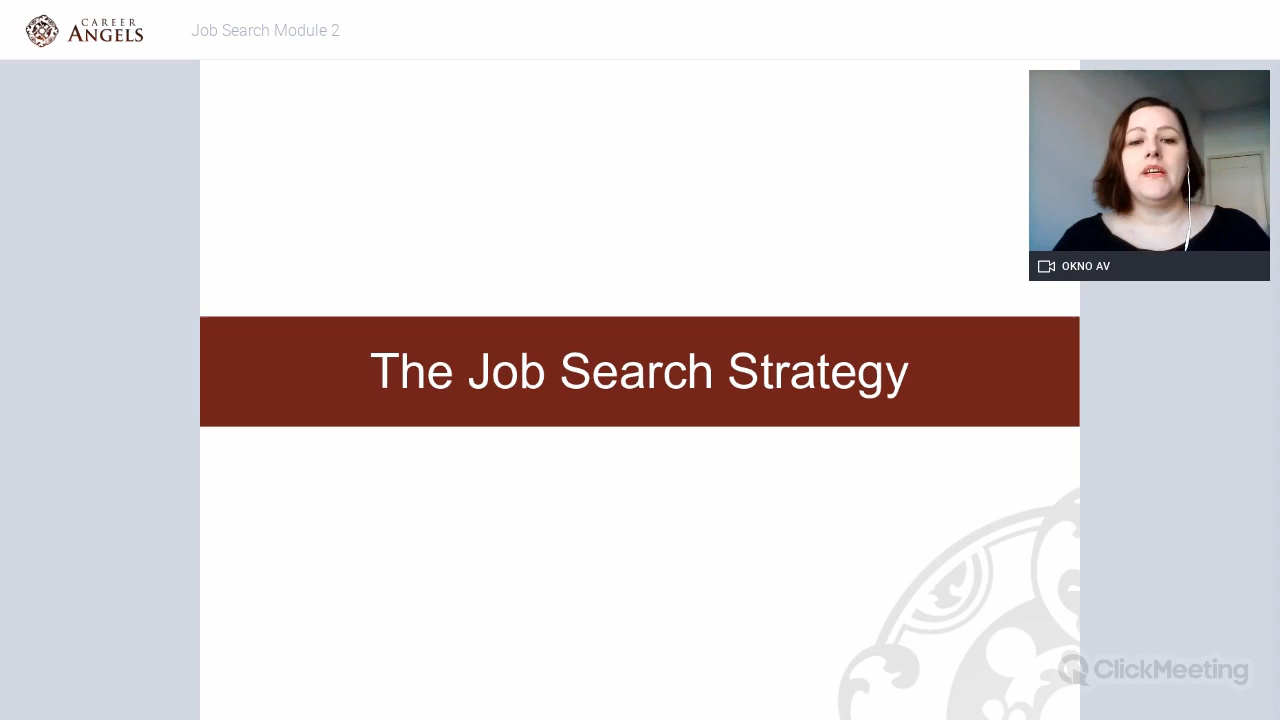 CAREER
ANGELS
Job Search Module 2
OKNO AV
The Job Search Strategy
ClickMeeting